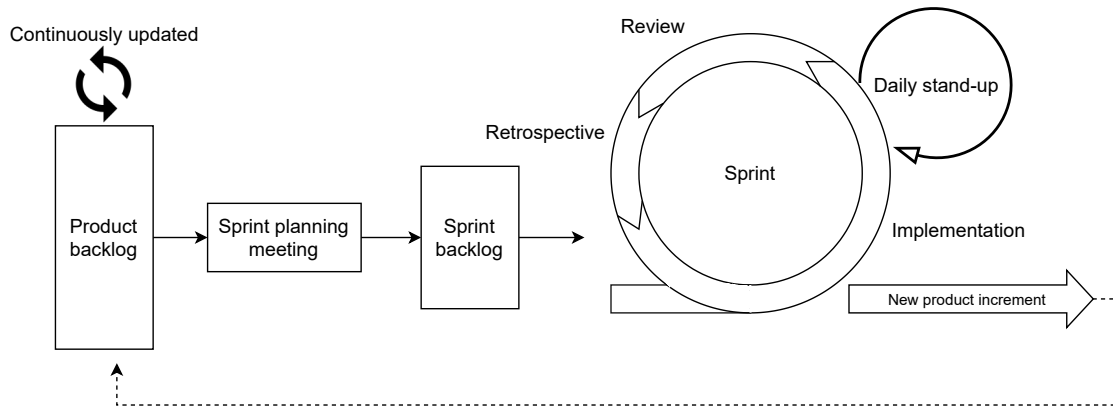 Continuously updated
Product
backlog
Sprint planning
meeting
Sprint
backlog
Review
Retrospective
Sprint
Daily stand-up
Implementation
New product increment